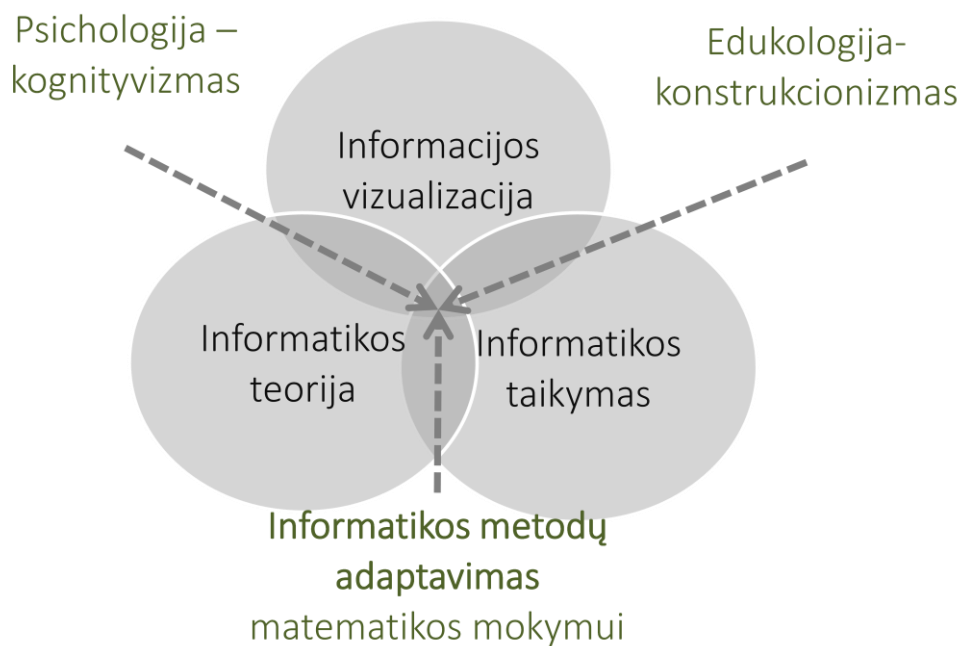 Psichologija –
kognityvizmas
Edukologija-
konstrukcionizmas
Informacijos
vizualizacija
Informatikos
teorija
Informatikos
taikymas
Informatikos metodų
adaptavimas
matematikos mokymui